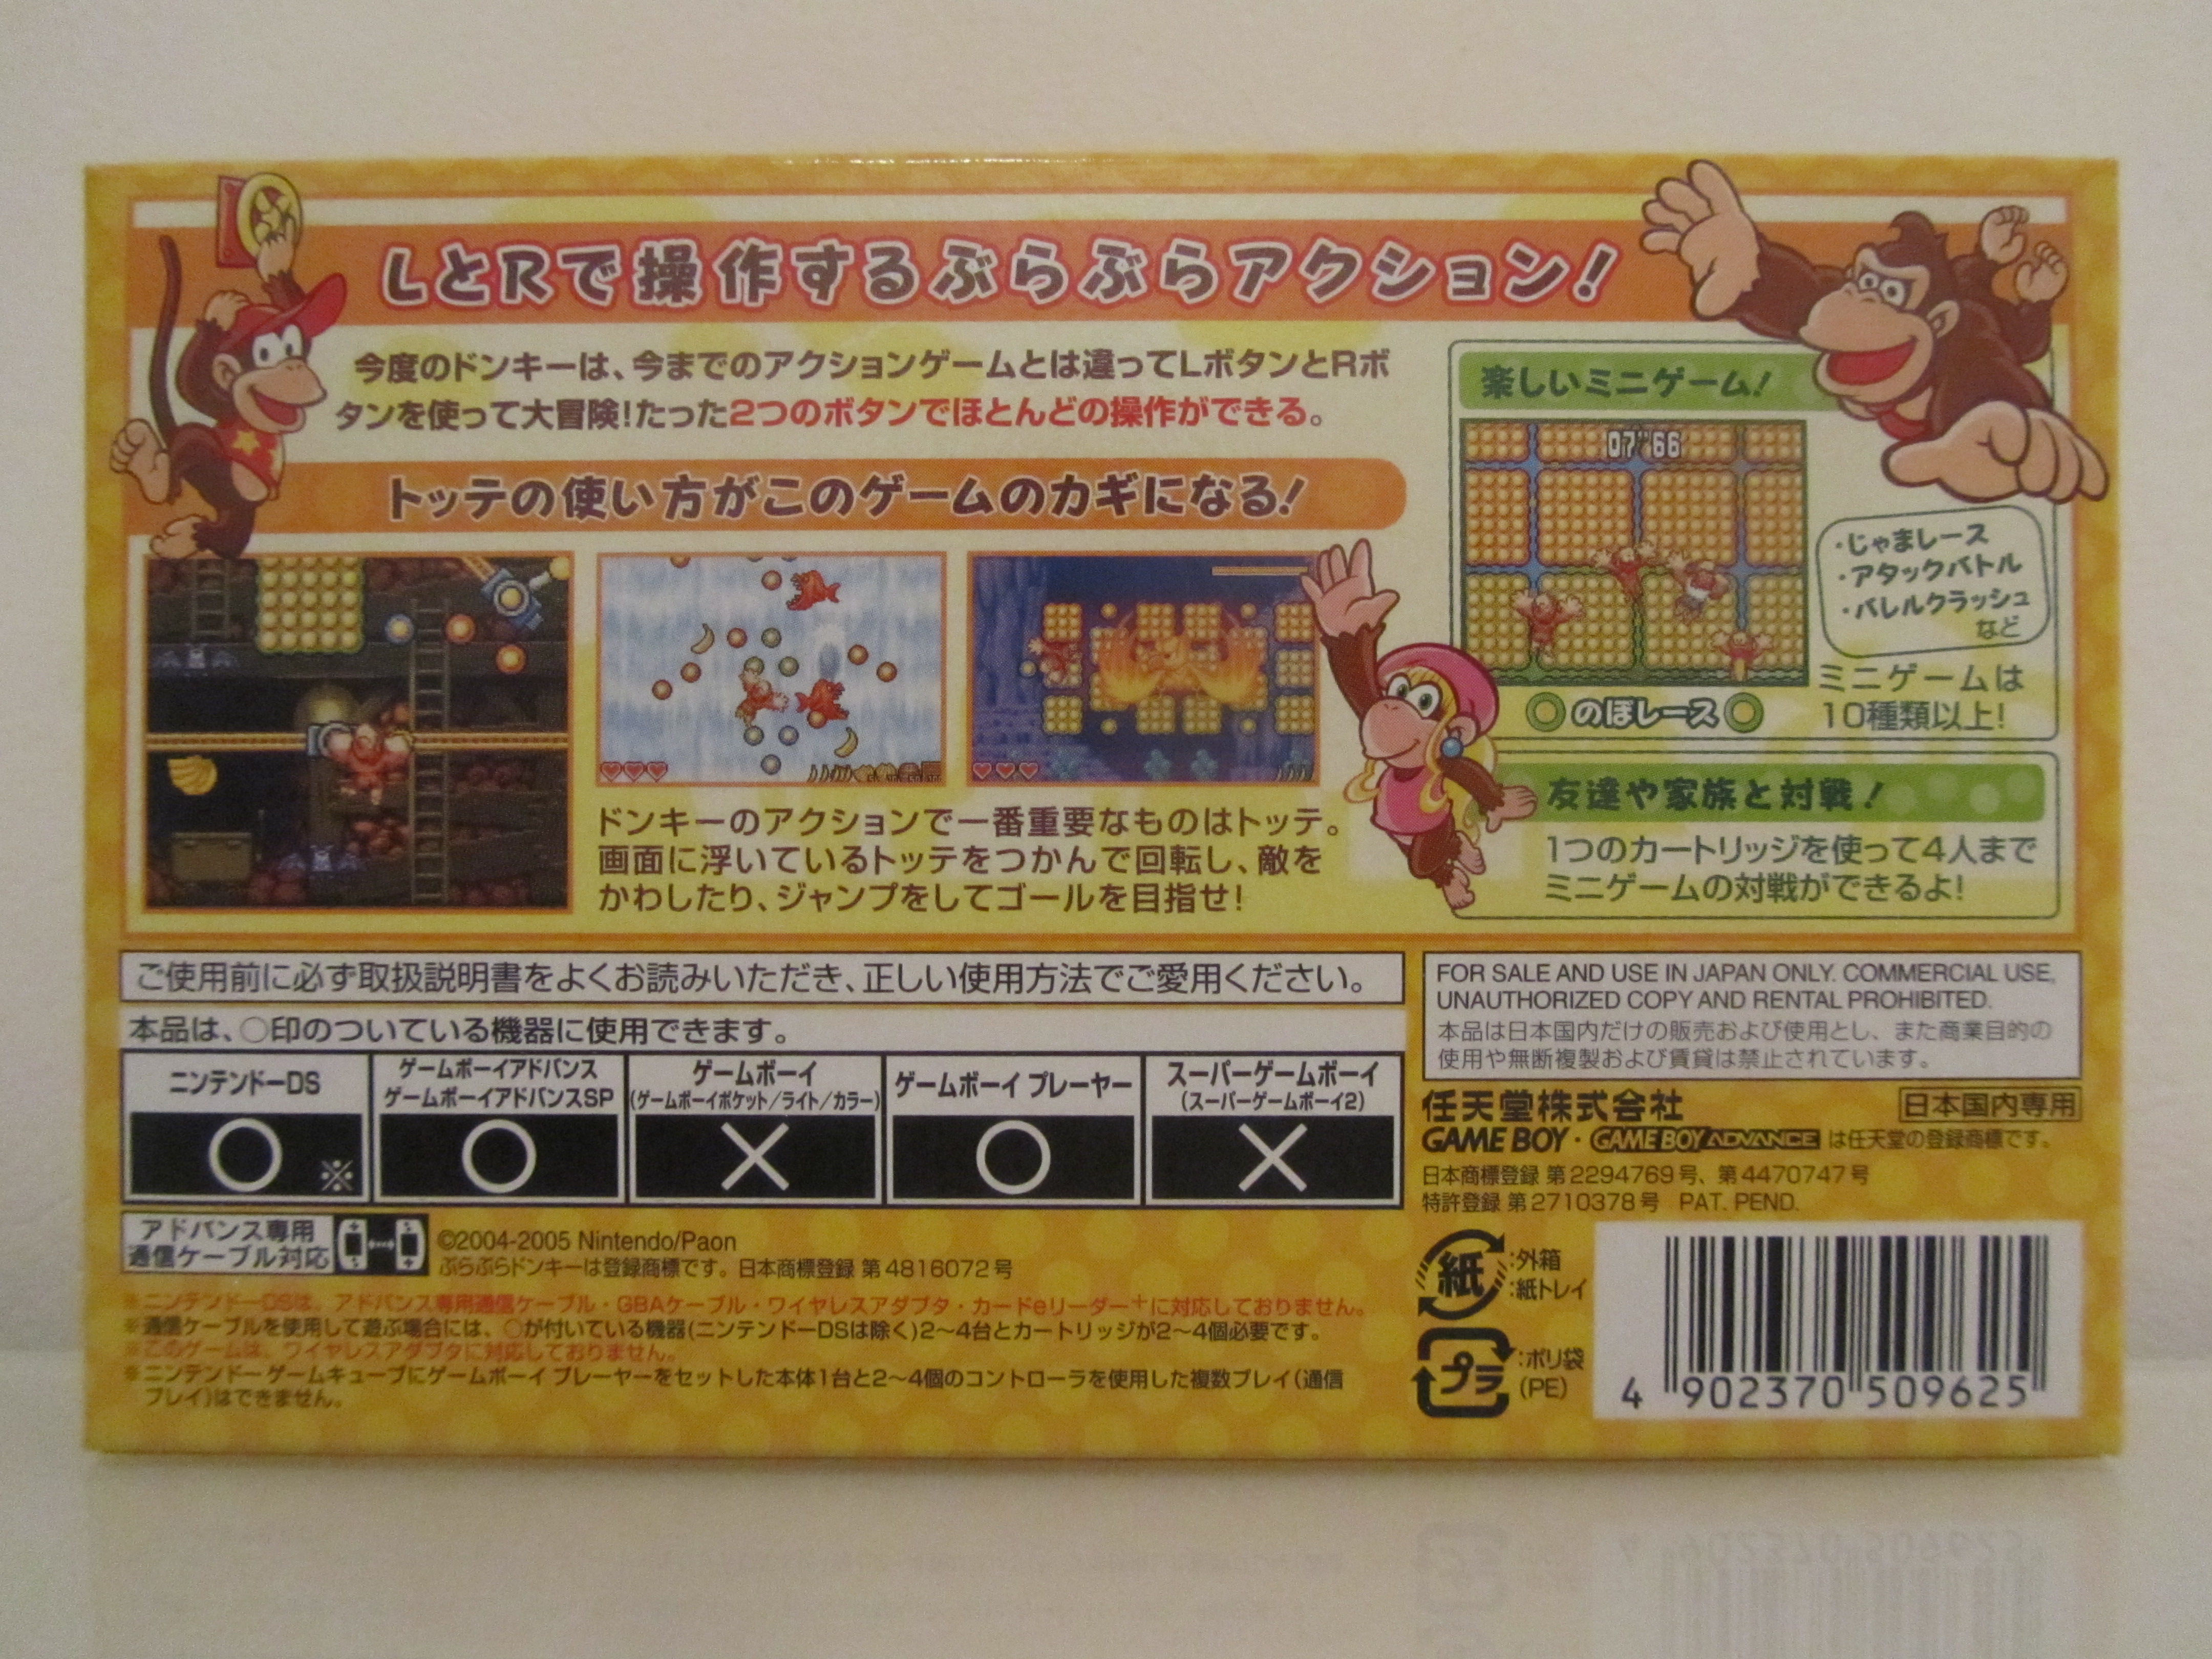 LとRで操作するぶらぶらアクション!
今度のドンキーは、今までのアクションゲームとは違ってLボタンとRボ
タンを使って大冒険!たった2つのボタンでほとんどの操作ができる。
トッテの使い方がこのゲームのカギになる!
ドンキーのアクションで一番重要なものはトッテ。
画面に浮いているトッテをつかんで回転し、敵を
かわしたり、ジャンプをしてゴールを目指せ!
楽しいミニゲーム!
07"66
・じゃまレース
・アタックバトル
・バレルクラッシュ
など
のぼレース
ミニゲームは
10種類以上!
友達や家族と対戦!
1つのカートリッジを使って4人まで
ミニゲームの対戦ができるよ!
ご使用前に必ず取扱説明書をよくお読みいただき、正しい使用方法でご愛用ください。
本品は、○印のついている機器に使用できます。
ニンテンドーDS
○ ※
ゲームボーイアドバンス
ゲームボーイアドバンスSP
○
ゲームボーイ
(ゲームボーイポケット/ライト/カラー)
×
ゲームボーイ プレーヤー
○
スーパーゲームボーイ
(スーパーゲームボーイ2)
×
アドバンス専用
通信ケーブル対応
©2004-2005 Nintendo/Paon
ぶらぶらドンキーは登録商標です。日本商標登録 第4816072号
※ニンテンドーDSは、アドバンス専用通信ケーブル・GBAケーブル・ワイヤレスアダプタ・カードeリーダー+に対応しておりません。
※通信ケーブルを使用して遊ぶ場合には、○が付いている機器(ニンテンドーDSは除く)2〜4台とカートリッジが2〜4個必要です。
※このゲームは、ワイヤレスアダプタに対応しておりません。
※ニンテンドーゲームキューブにゲームボーイ プレーヤーをセットした本体1台と2〜4個のコントローラを使用した複数プレイ(通信
プレイ)はできません。
FOR SALE AND USE IN JAPAN ONLY. COMMERCIAL USE,
UNAUTHORIZED COPY AND RENTAL PROHIBITED.
本品は日本国内だけの販売および使用とし、また商業目的の
使用や無断複製および賃貸は禁止されています。
任天堂株式会社 日本国内専用
GAME BOY・GAME BOY ADVANCE は任天堂の登録商標です。
日本商標登録 第2294769号、第4470747号
特許登録 第2710378号 PAT. PEND.
紙 :外箱
:紙トレイ
プラ :ポリ袋
(PE)
4 902370 509625